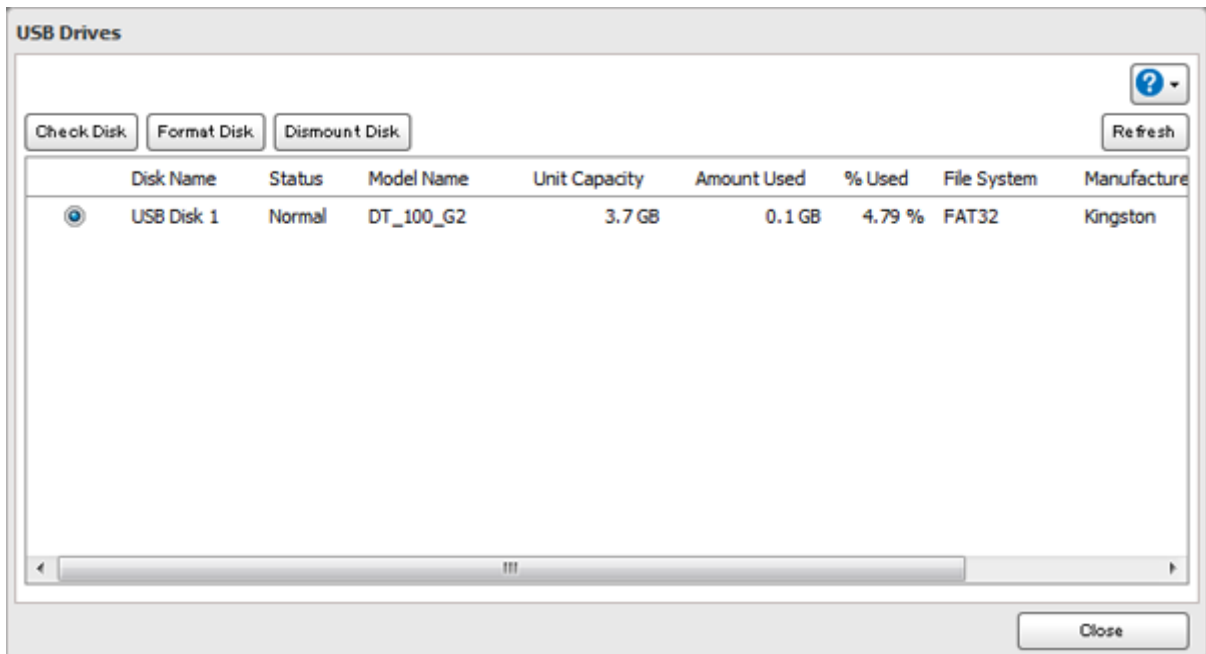 USB Drives
?
Check Disk Format Disk Dismount Disk Refresh
Disk Name Status Model Name Unit Capacity Amount Used % Used File System Manufacture
USB Disk 1 Normal DT_100_G2 3.7 GB 0.1 GB 4.79 % FAT32 Kingston
Close